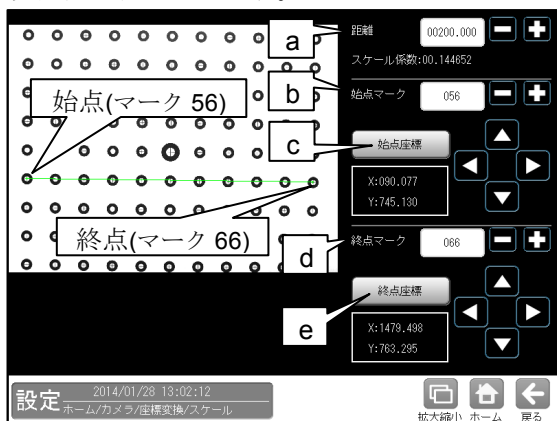 a
距離
00200.000
スケール係数:00.144652
b
始点マーク
056
始点(マーク 56)
c
始点座標
X:090.077
Y:745.130
終点(マーク 66)
d
終点マーク
066
e
終点座標
X:1479.498
Y:763.295
設定
2014/01/28 13:02:12
ホーム/カメラ/座標変換/スケール
拡大縮小
ホーム
戻る